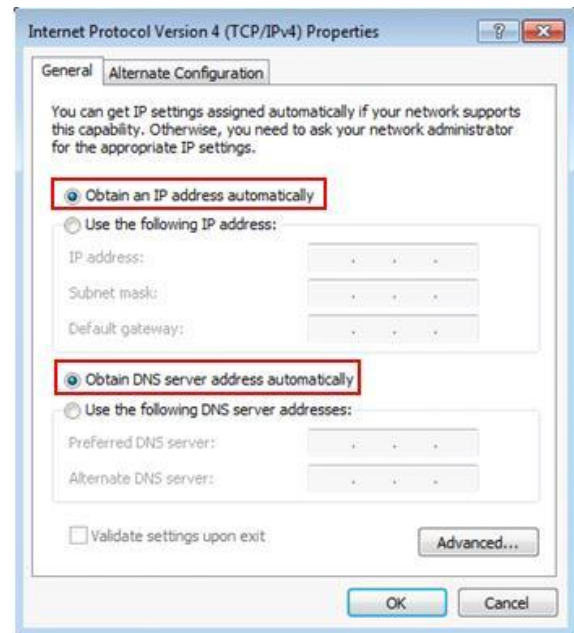 Internet Protocol Version 4 (TCP/IPv4) Properties
General
Alternate Configuration
You can get IP settings assigned automatically if your network supports
this capability. Otherwise, you need to ask your network administrator
for the appropriate IP settings.
Obtain an IP address automatically
Use the following IP address:
IP address:
Subnet mask:
Default gateway:
Obtain DNS server address automatically
Use the following DNS server addresses:
Preferred DNS server:
Alternate DNS server:
Validate settings upon exit
Advanced...
OK
Cancel